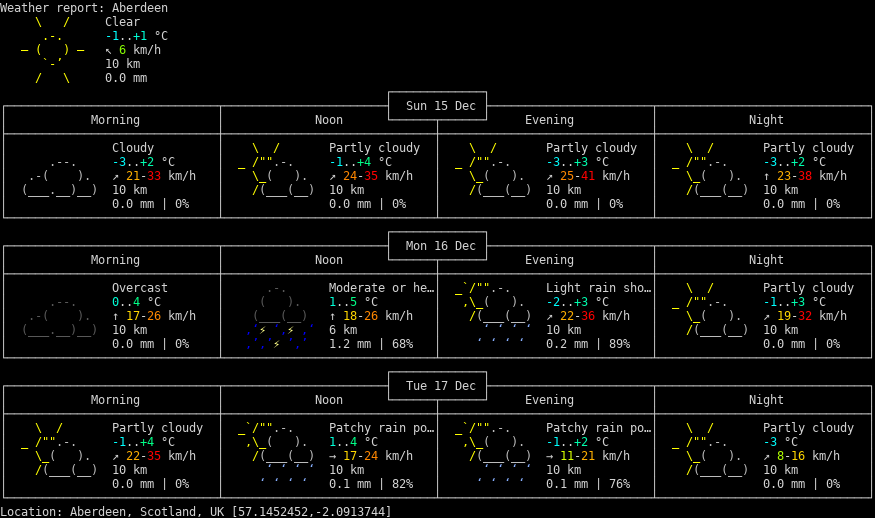 Weather report: Aberdeen
Clear
-1..+1 °C
↖ 6 km/h
10 km
0.0 mm
Sun 15 Dec
Morning Noon Evening Night
Cloudy Partly cloudy Partly cloudy Partly cloudy
-3..+2 °C -1..+4 °C -3..+3 °C -3..+2 °C
↗ 21-33 km/h ↗ 24-35 km/h ↗ 25-41 km/h ↑ 23-38 km/h
10 km 10 km 10 km 10 km
0.0 mm | 0% 0.0 mm | 0% 0.0 mm | 0% 0.0 mm | 0%
Mon 16 Dec
Morning Noon Evening Night
Overcast Moderate or he… Light rain sho… Partly cloudy
0..4 °C 1..5 °C -2..+3 °C -1..+3 °C
↑ 17-26 km/h ↑ 18-26 km/h ↗ 22-36 km/h ↗ 19-32 km/h
10 km 6 km 10 km 10 km
0.0 mm | 0% 1.2 mm | 68% 0.2 mm | 89% 0.0 mm | 0%
Tue 17 Dec
Morning Noon Evening Night
Partly cloudy Patchy rain po… Patchy rain po… Partly cloudy
-1..+4 °C 1..4 °C -1..+2 °C -3 °C
↗ 22-35 km/h → 17-24 km/h → 11-21 km/h ↗ 8-16 km/h
10 km 10 km 10 km 10 km
0.0 mm | 0% 0.1 mm | 82% 0.1 mm | 76% 0.0 mm | 0%
Location: Aberdeen, Scotland, UK [57.1452452,-2.0913744]